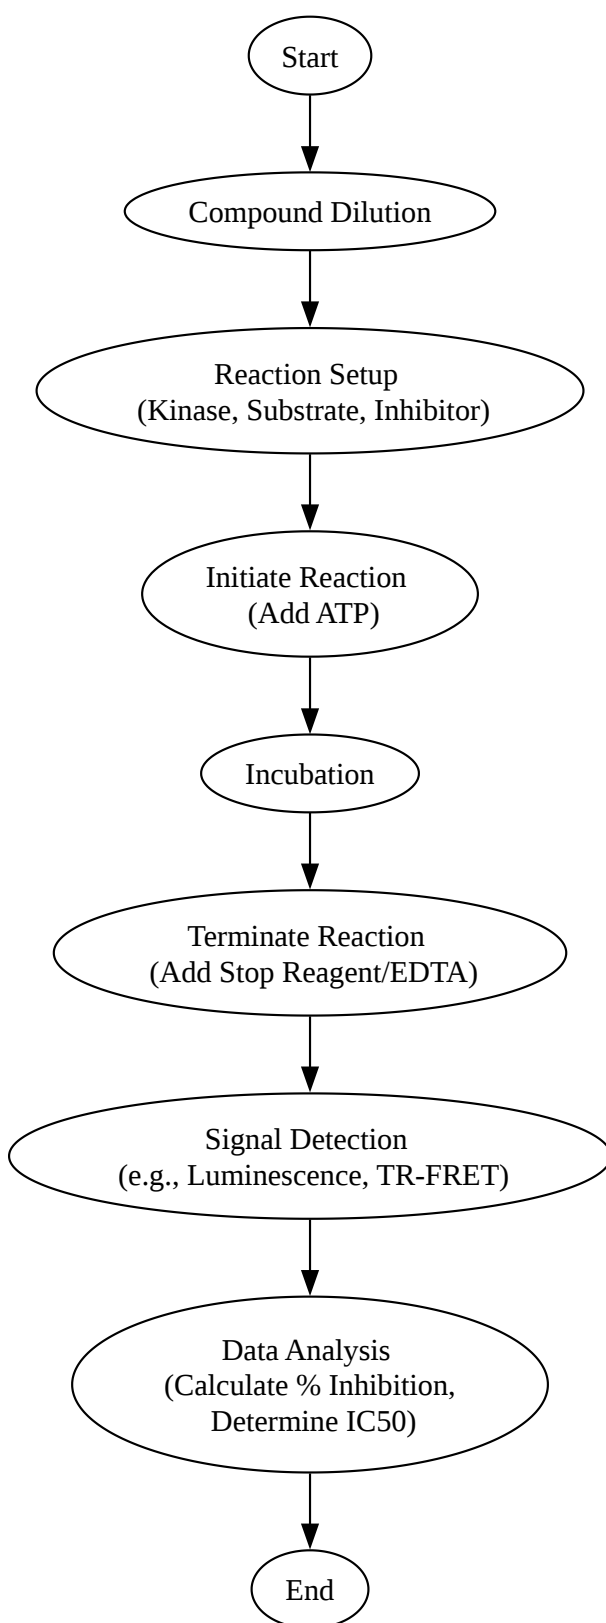 Start
Compound Dilution
Reaction Setup
(Kinase, Substrate, Inhibitor)
Initiate Reaction
(Add ATP)
Incubation
Terminate Reaction
(Add Stop Reagent/EDTA)
Signal Detection
(e.g., Luminescence, TR-FRET)
Data Analysis
(Calculate % Inhibition,
Determine IC50)
End